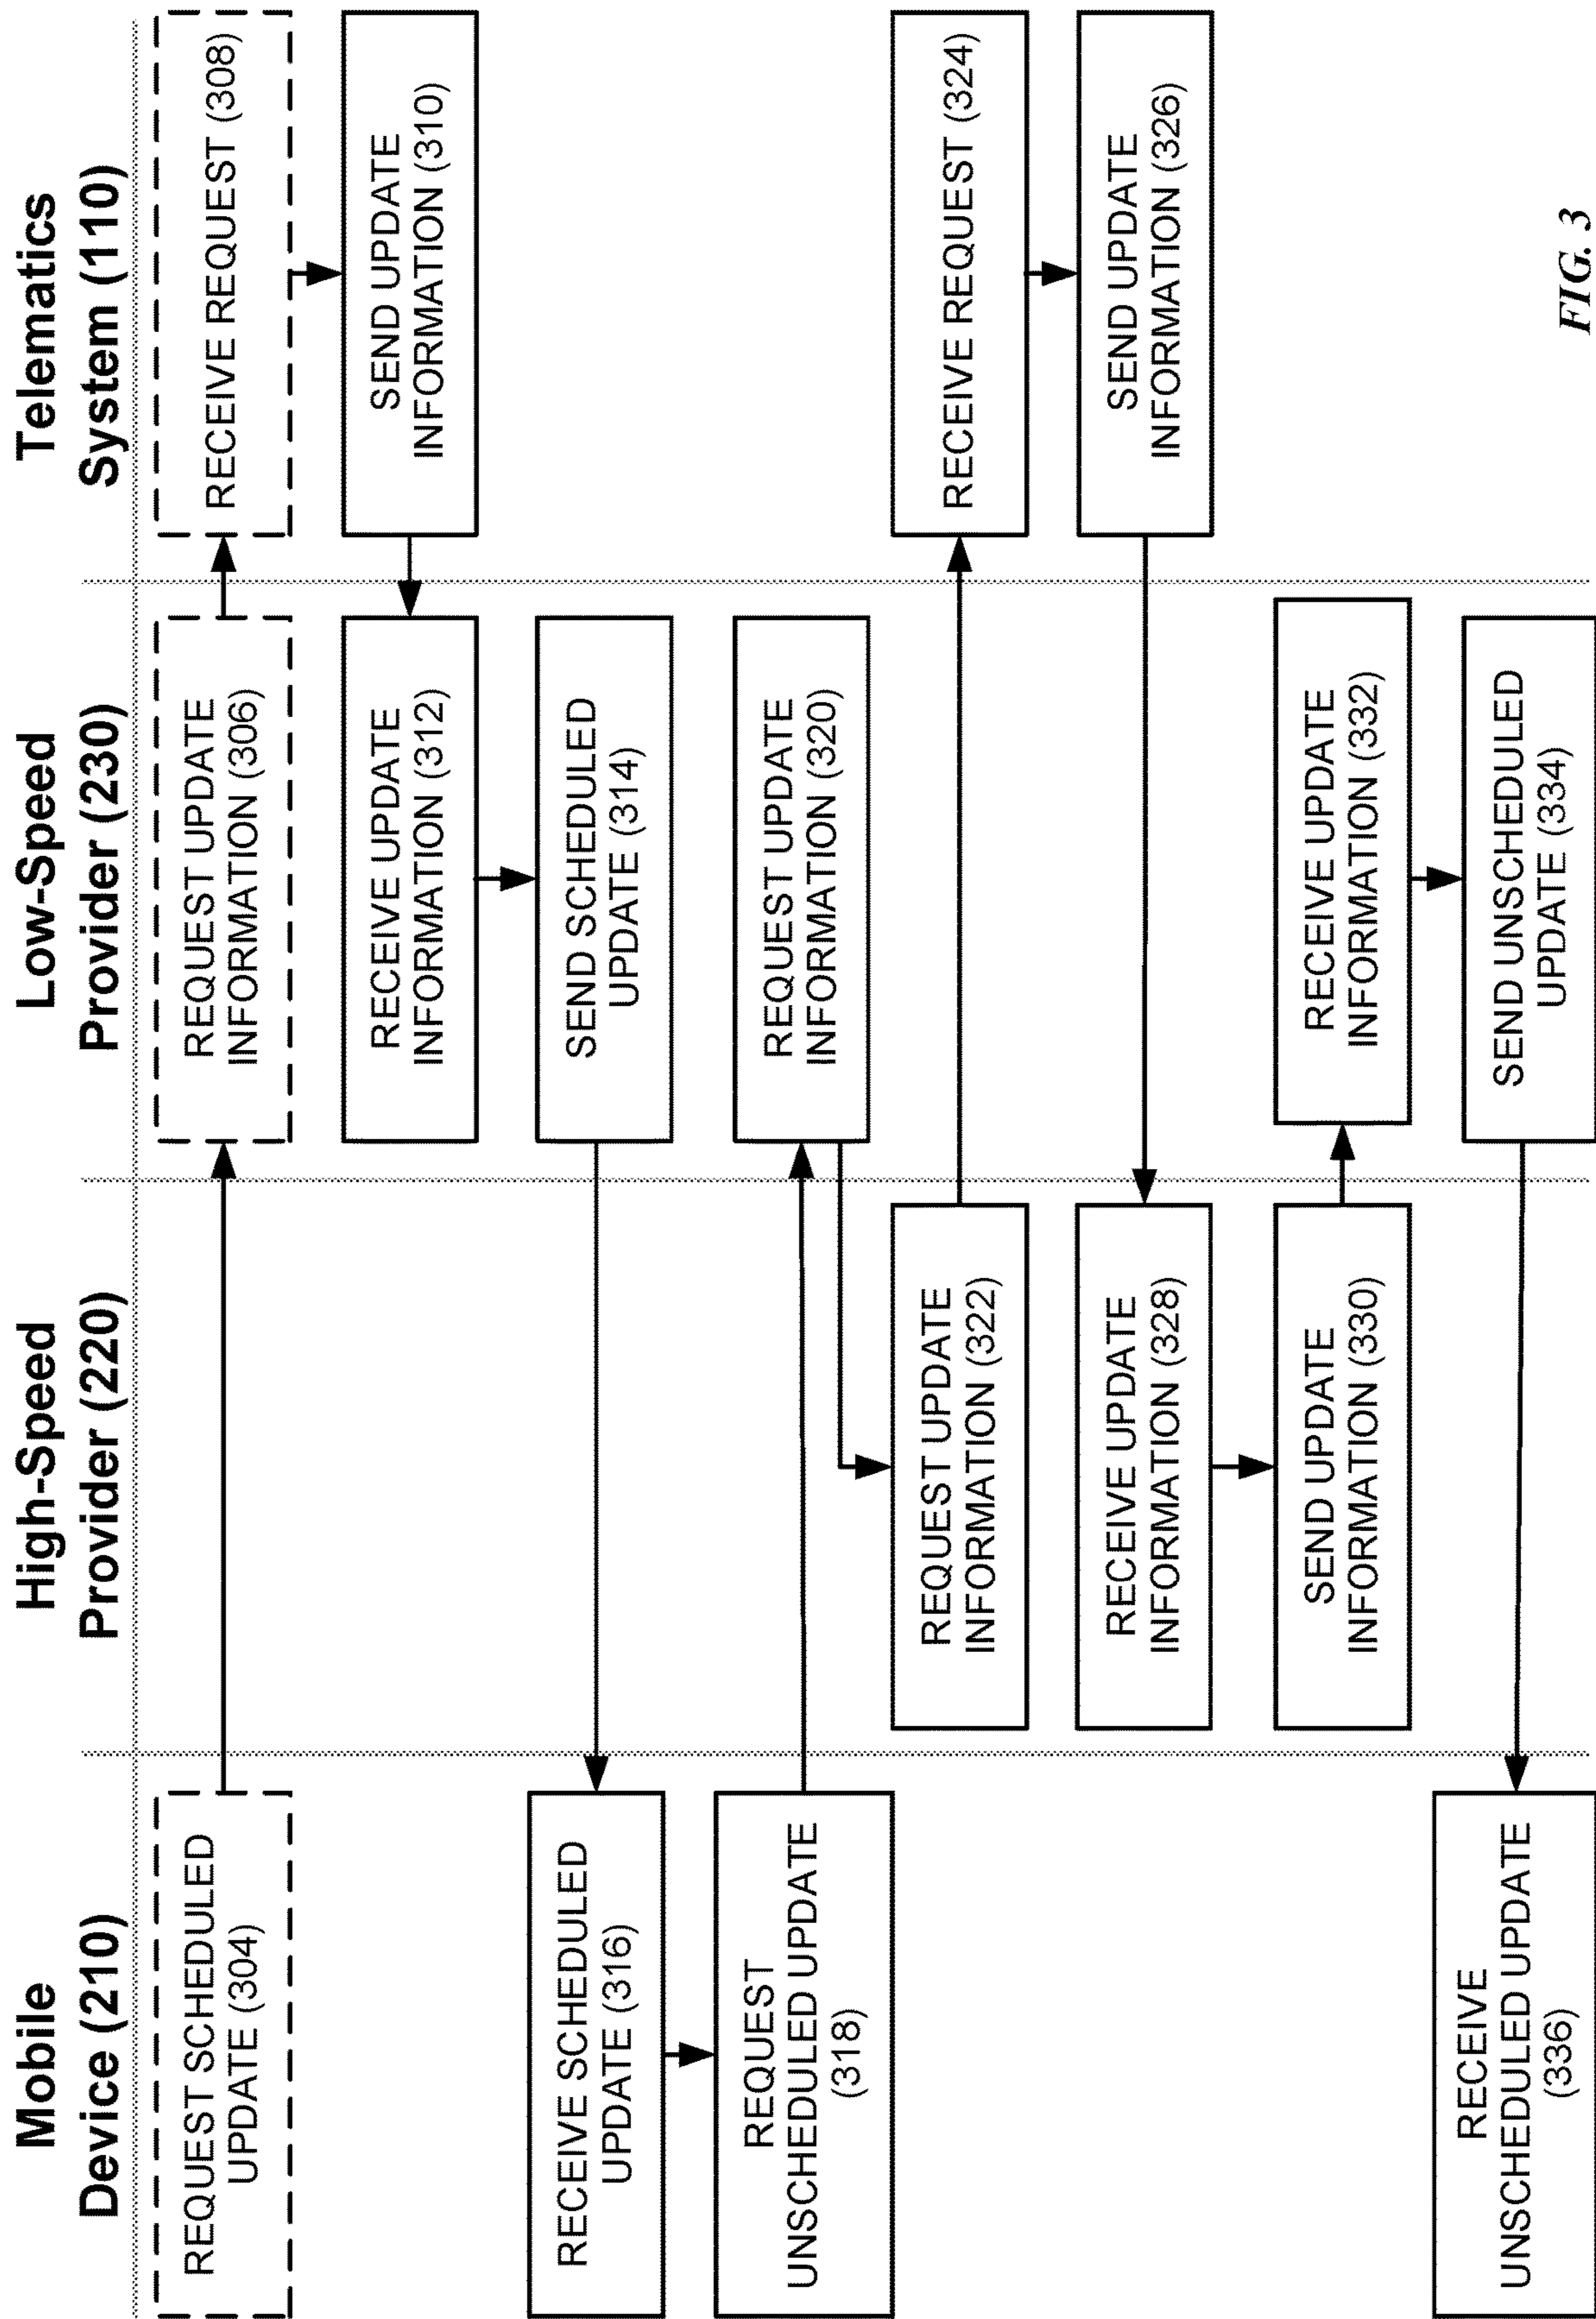 Mobile
Device (210)
High-Speed
Provider (220)
Low-Speed
Provider (230)
Telematics
System (110)
REQUEST SCHEDULED
UPDATE (304)
REQUEST UPDATE
INFORMATION (306)
RECEIVE REQUEST (308)
SEND UPDATE
INFORMATION (310)
RECEIVE UPDATE
INFORMATION (312)
SEND SCHEDULED
UPDATE (314)
RECEIVE SCHEDULED
UPDATE (316)
REQUEST
UNSCHEDULED UPDATE
(318)
REQUEST UPDATE
INFORMATION (320)
REQUEST UPDATE
INFORMATION (322)
RECEIVE REQUEST (324)
SEND UPDATE
INFORMATION (326)
RECEIVE UPDATE
INFORMATION (328)
SEND UPDATE
INFORMATION (330)
RECEIVE UPDATE
INFORMATION (332)
SEND UNSCHEDULED
UPDATE (334)
RECEIVE
UNSCHEDULED UPDATE
(336)
FIG. 3